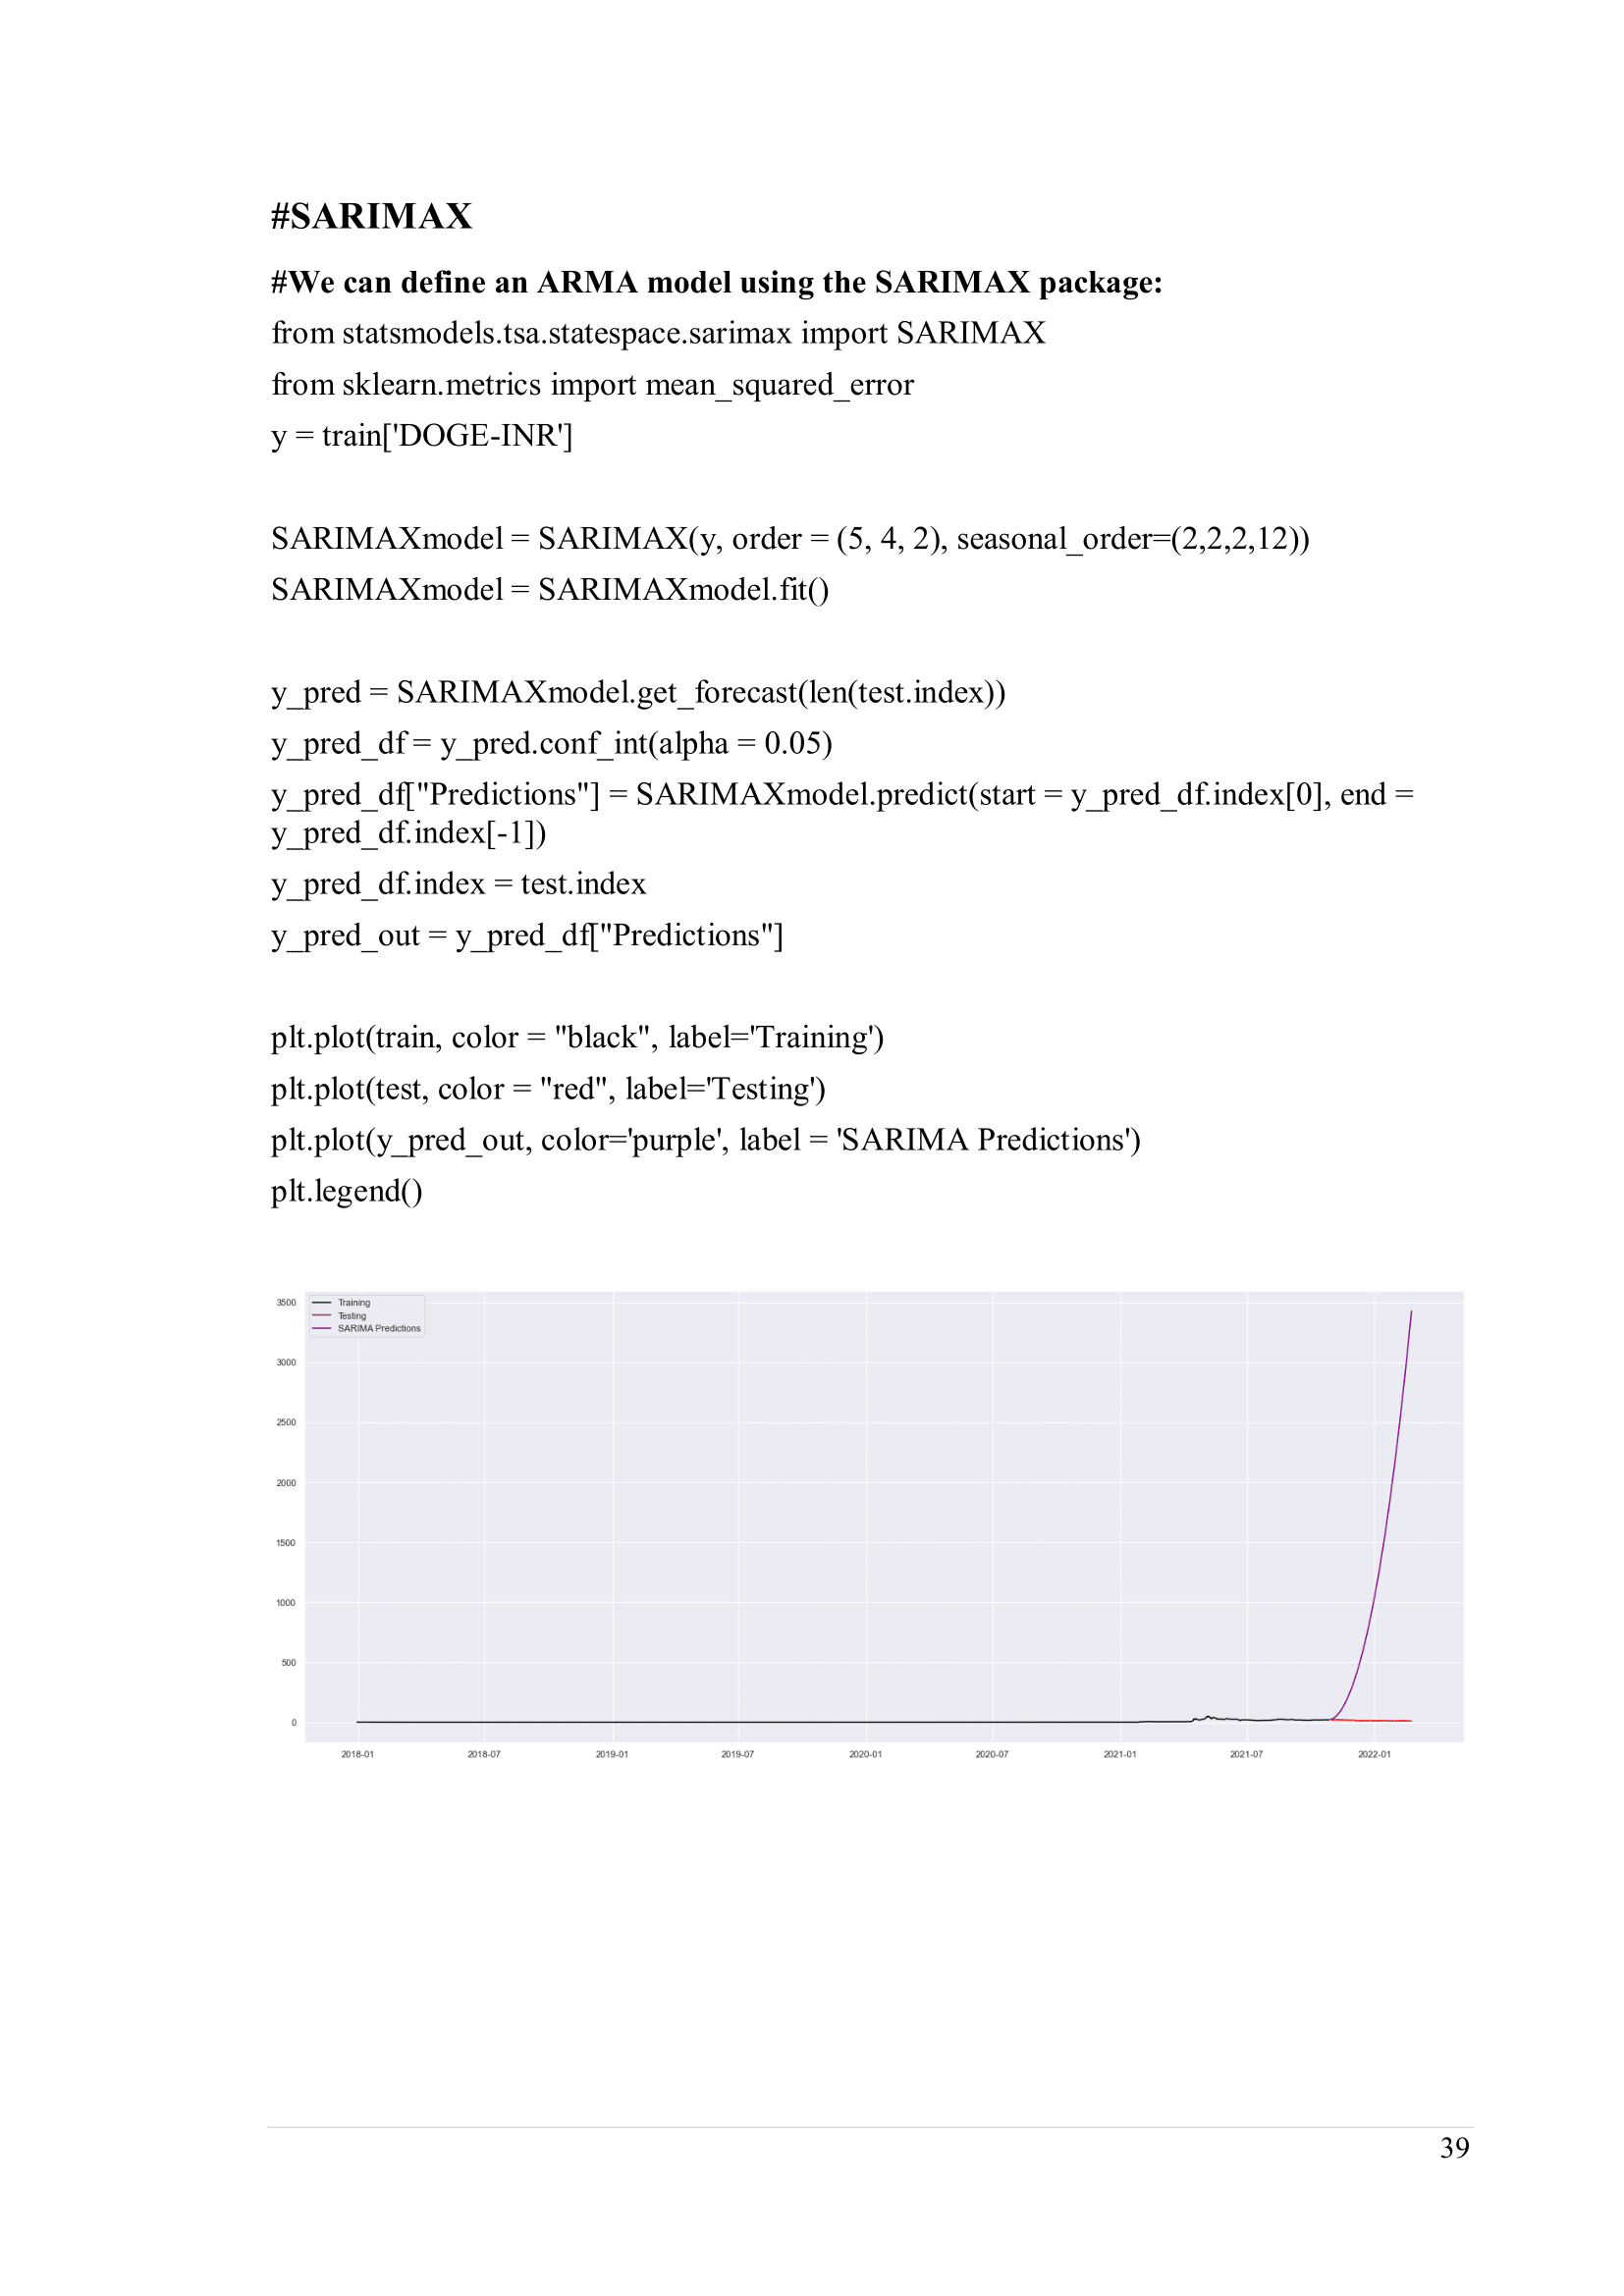 #SARIMAX
#We can define an ARMA model using the SARIMAX package:
from statsmodels.tsa.statespace.sarimax import SARIMAX
from sklearn.metrics import mean_squared_error
y = train['DOGE-INR']
SARIMAXmodel = SARIMAX(y, order = (5, 4, 2), seasonal_order=(2,2,2,12))
SARIMAXmodel = SARIMAXmodel.fit()
y_pred = SARIMAXmodel.get_forecast(len(test.index))
y_pred_df = y_pred.conf_int(alpha = 0.05)
y_pred_df["Predictions"] = SARIMAXmodel.predict(start = y_pred_df.index[0], end =
y_pred_df.index[-1])
y_pred_df.index = test.index
y_pred_out = y_pred_df["Predictions"]
plt.plot(train, color = "black", label='Training')
plt.plot(test, color = "red", label='Testing')
plt.plot(y_pred_out, color='purple', label = 'SARIMA Predictions')
plt.legend()
Training
Testing
SARIMA Predictions
3500
3000
2500
2000
1500
1000
500
0
2018-01 2018-07 2019-01 2019-07 2020-01 2020-07 2021-01 2021-07 2022-01
39